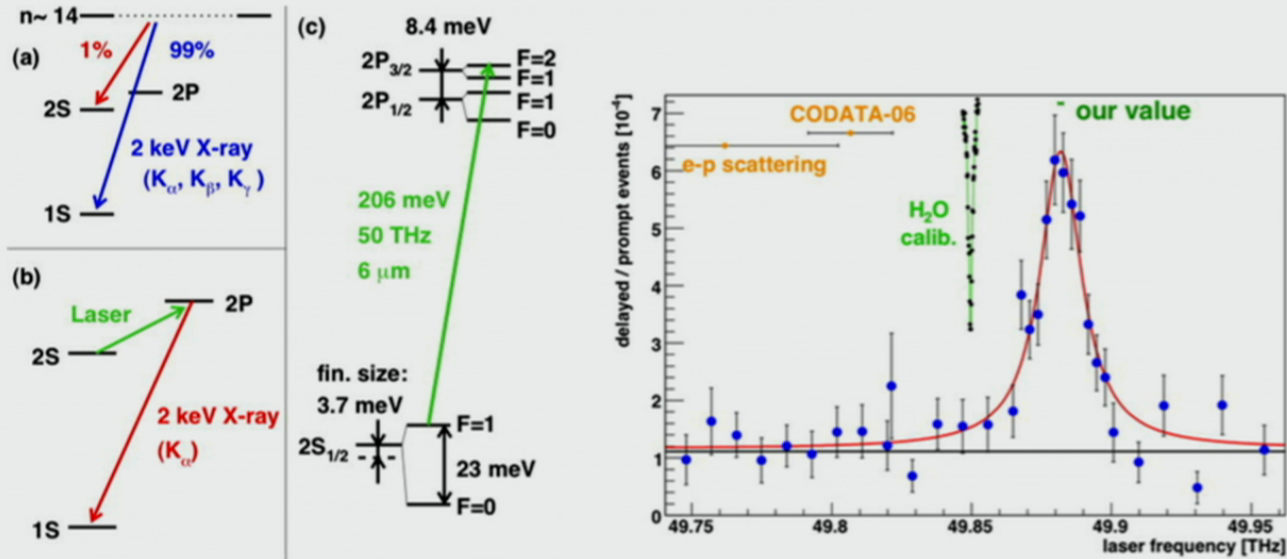 n~ 14
(a)
1%
99%
2S
2P
2 keV X-ray
(Kα, Kβ, Kγ )
1S
(b)
Laser
2P
2S
2 keV X-ray
(Kα)
1S
(c)
8.4 meV
2P3/2
F=2
F=1
2P1/2
F=1
F=0
206 meV
50 THz
6 μm
fin. size:
3.7 meV
F=1
2S1/2
23 meV
F=0
delayed / prompt events [10⁻⁴]
7
6
5
4
3
2
1
0
CODATA-06
e-p scattering
H2O
calib.
our value
49.75
49.8
49.85
49.9
49.95
laser frequency [THz]